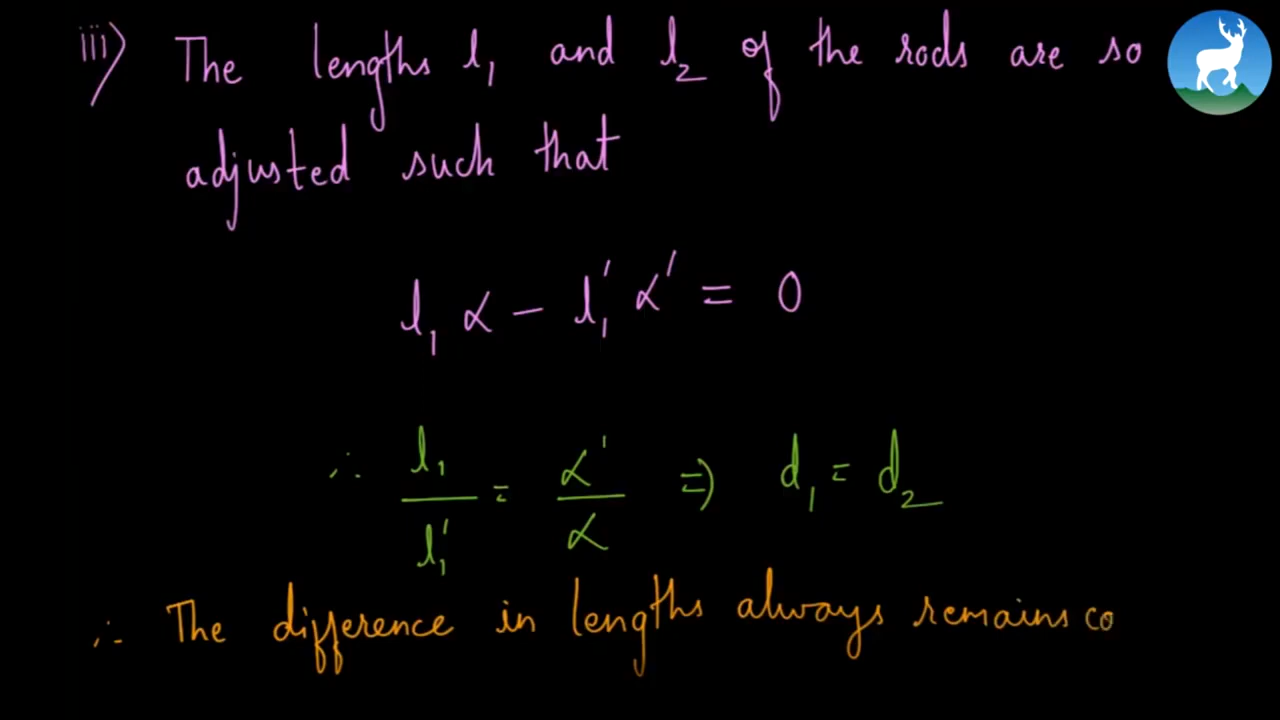 iii) The lengths l₁ and l₂ of the rods are so
adjusted such that
l₁ α − l₁′ α′ = 0
∴ l₁/l₁′ = α′/α ⇒ d₁ = d₂
∴ The difference in lengths always remains co